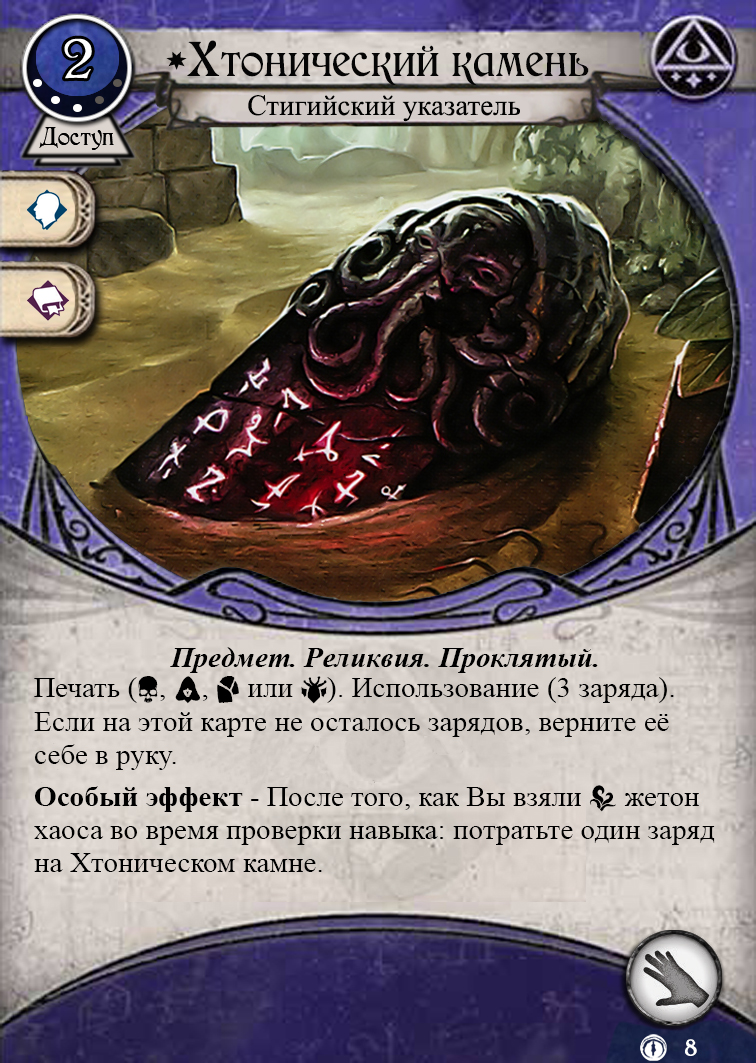 2
Хтонический камень
Стигийский указатель
Доступ
Предмет. Реликвия. Проклятый.
Печать (, , или ). Использование (3 заряда).
Если на этой карте не осталось зарядов, верните её
себе в руку.
Особый эффект - После того, как Вы взяли жетон
хаоса во время проверки навыка: потратьте один заряд
на Хтоническом камне.
8